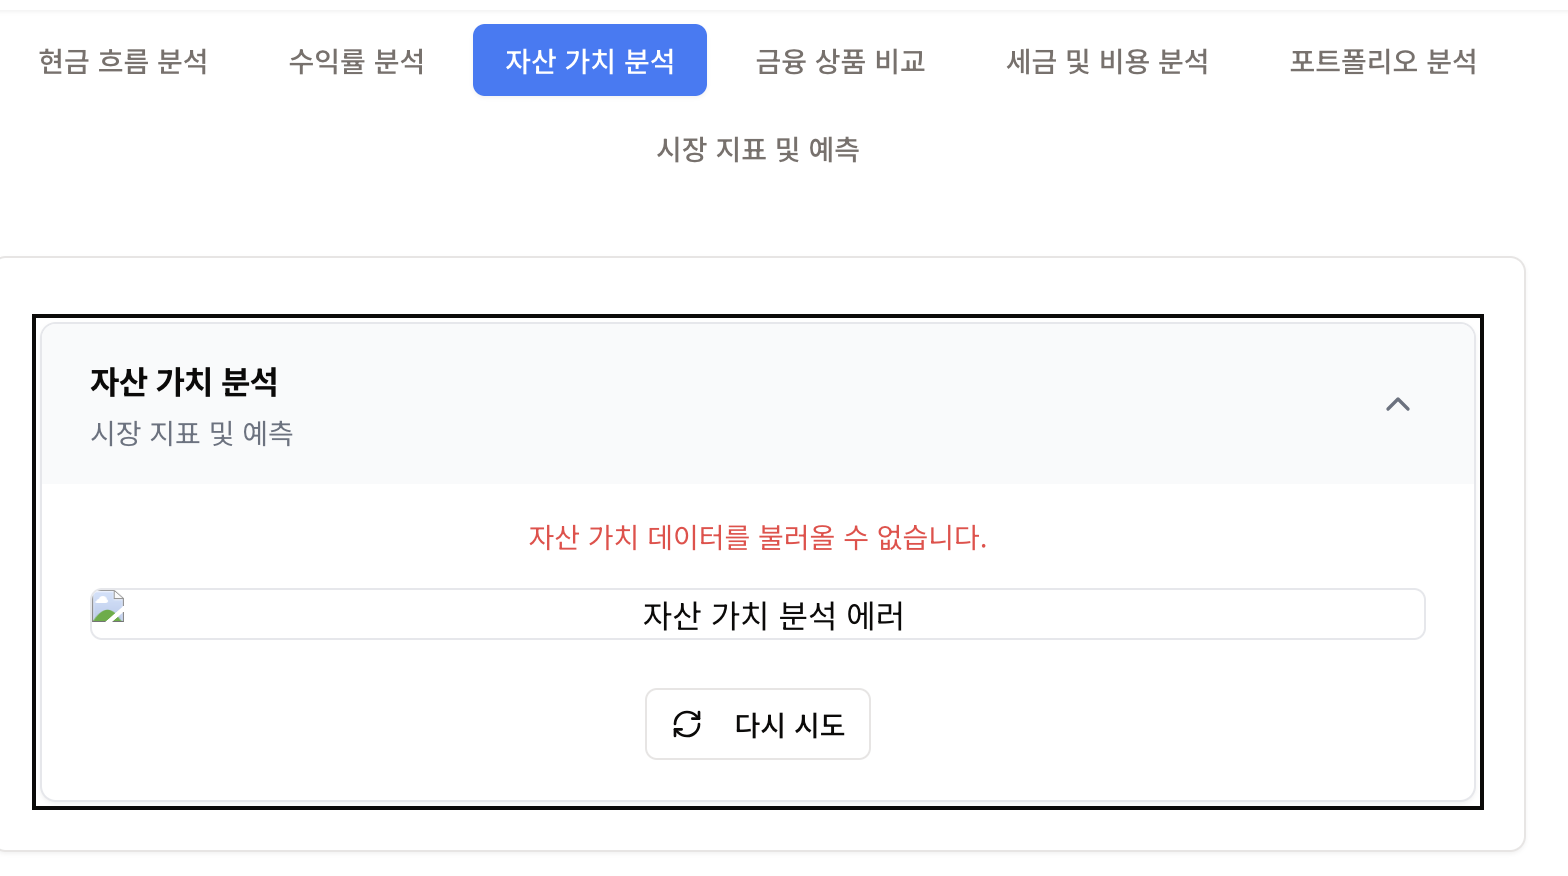 현금 흐름 분석 수익률 분석 자산 가치 분석 금융 상품 비교 세금 및 비용 분석 포트폴리오 분석
시장 지표 및 예측
자산 가치 분석
시장 지표 및 예측
자산 가치 데이터를 불러올 수 없습니다.
자산 가치 분석 에러
다시 시도